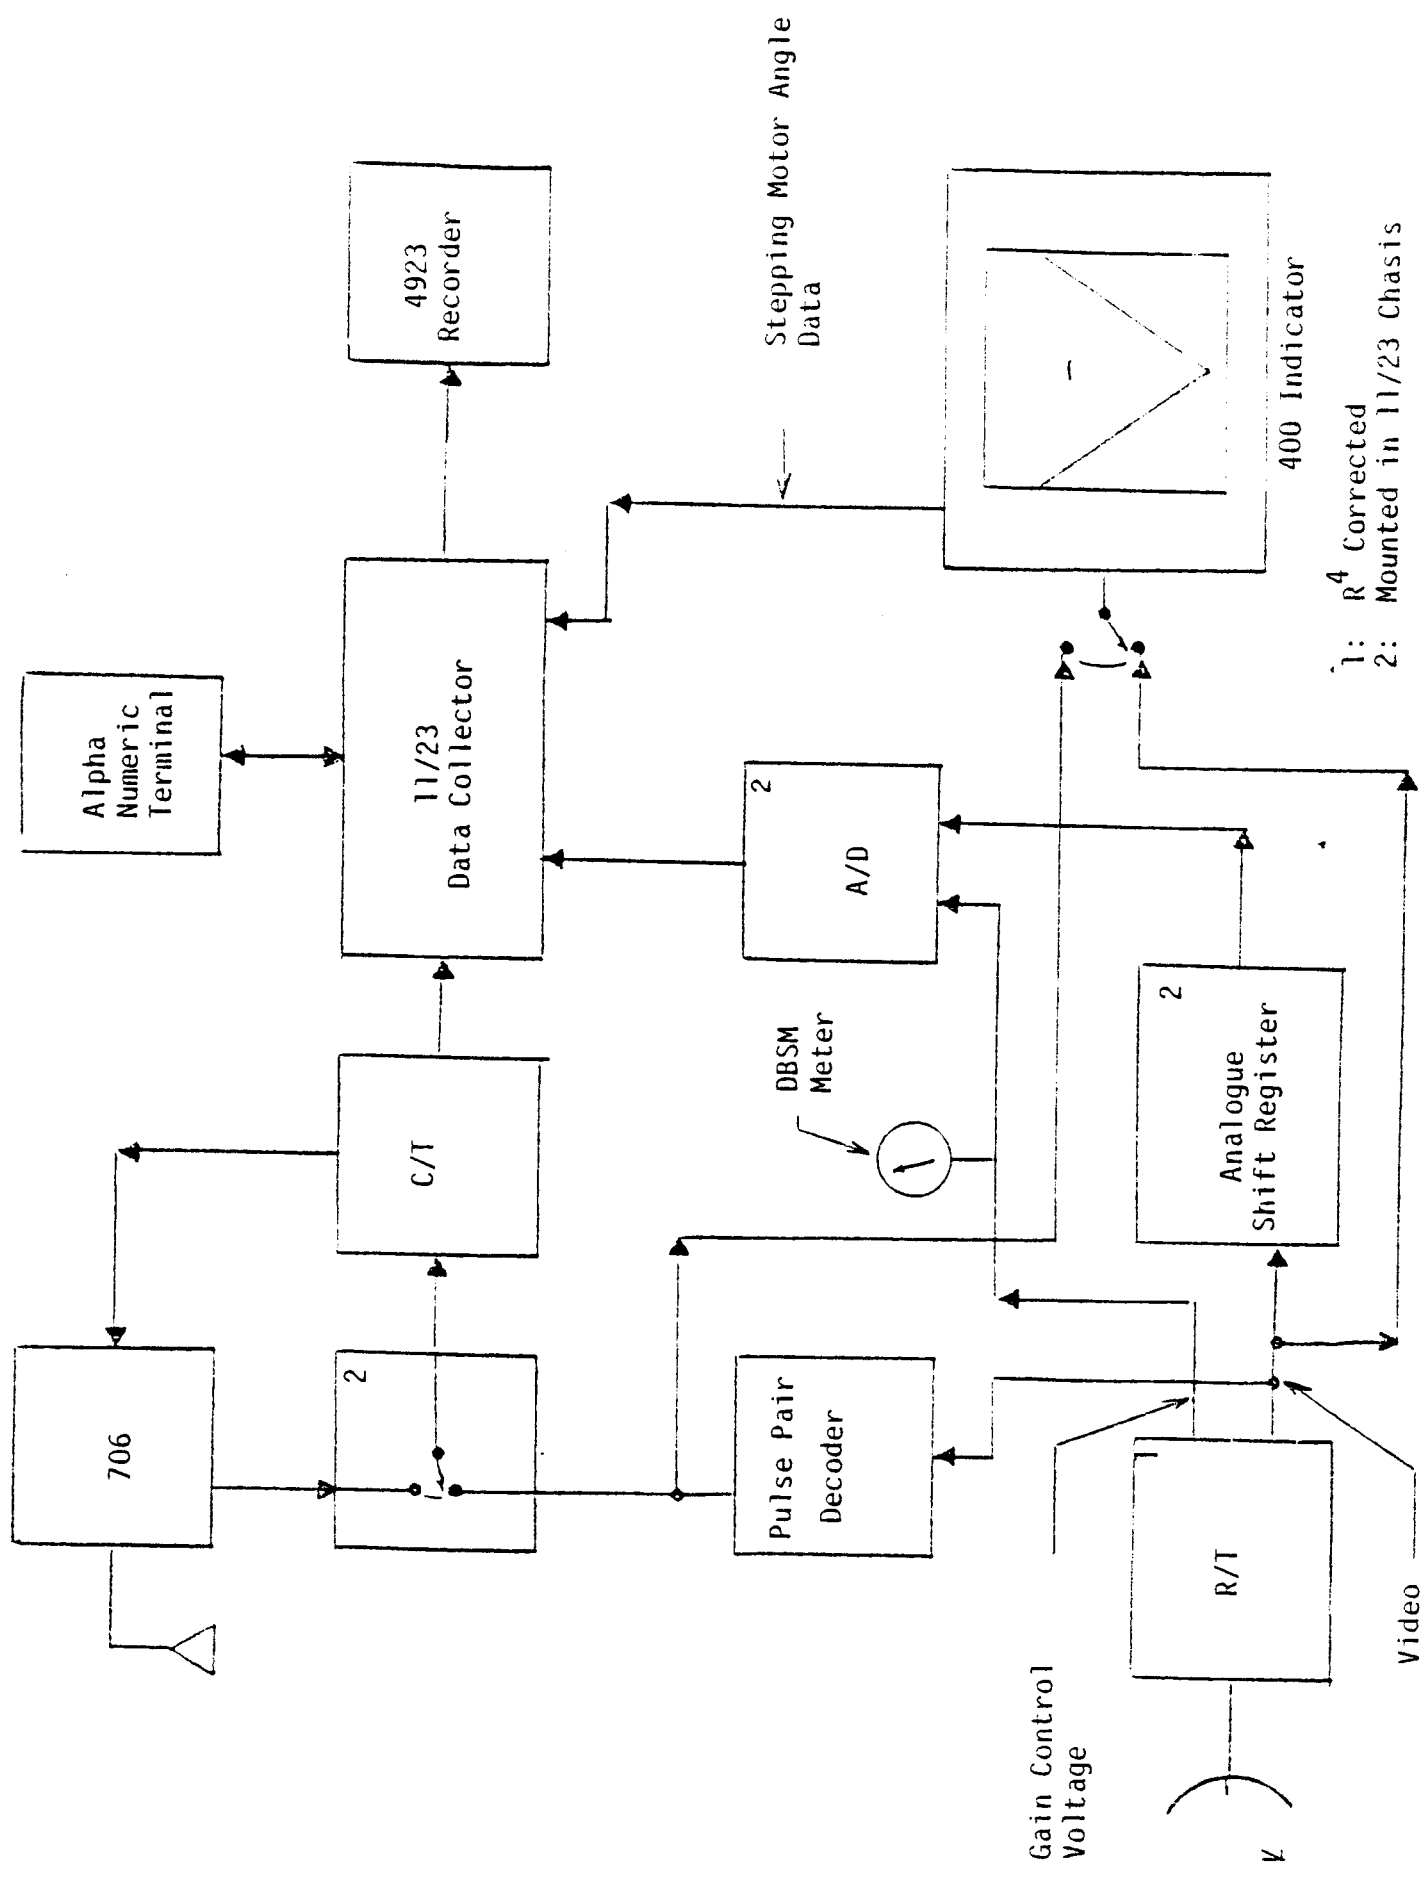 706
Alpha
Numeric
Terminal
2
C/T
11/23
Data Collector
4923
Recorder
Pulse Pair
Decoder
DBSM
Meter
2
A/D
Stepping Motor Angle
Data
Gain Control
Voltage
1
R/T
2
Analogue
Shift Register
400 Indicator
Video
1: R4 Corrected
2: Mounted in 11/23 Chasis